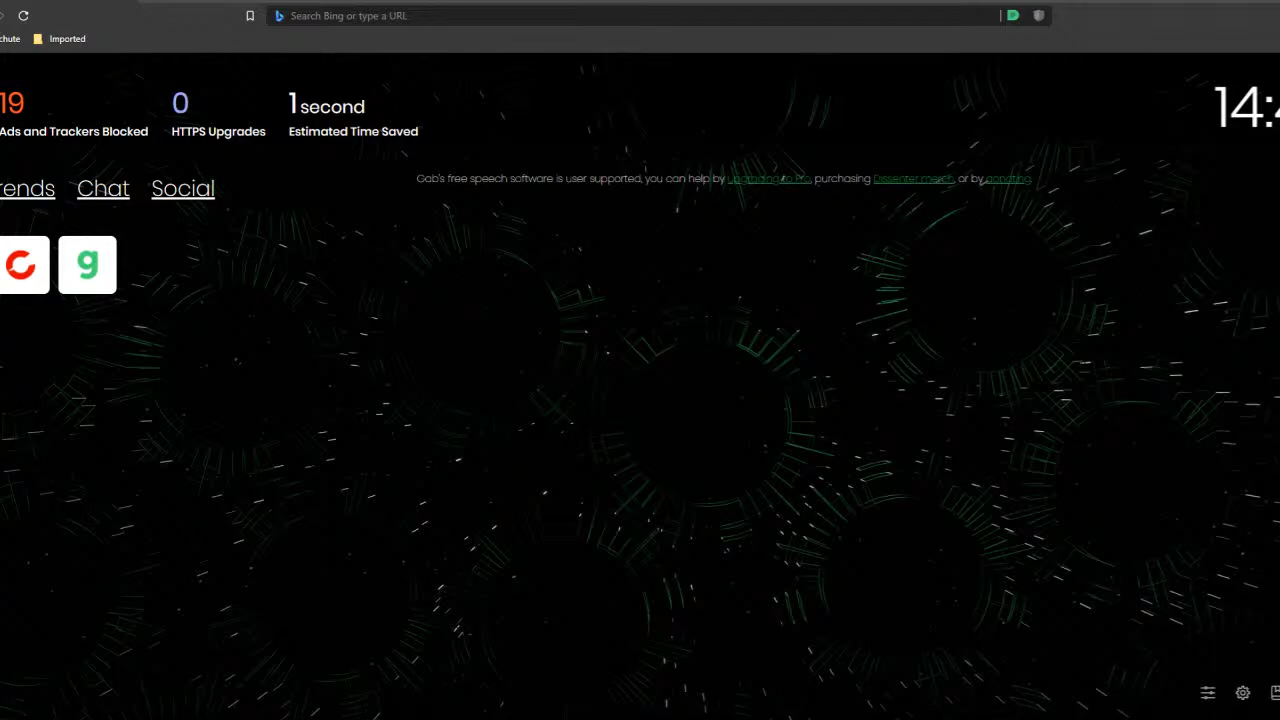 Search Bing or type a URL
chute Imported
19 0 1 second 14:4
Ads and Trackers Blocked HTTPS Upgrades Estimated Time Saved
Gab's free speech software is user supported, you can help by upgrading to Pro, purchasing Dissenter merch, or by donating.
rends Chat Social
g